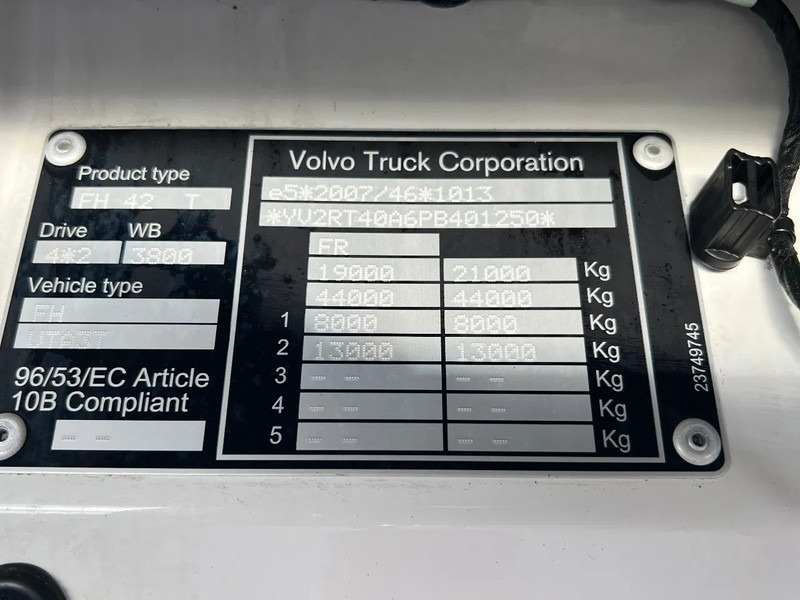 Product type
FH 42 T
Drive WB
4*2 3800
Vehicle type
FH
VTA3T
96/53/EC Article
10B Compliant
-- --
Volvo Truck Corporation
e5*2007/46*1013
*YV2RT40A6PB401250*
FR
19000 21000 Kg
44000 44000 Kg
1 8000 8000 Kg
2 13000 13000 Kg
3 -- -- -- -- Kg
4 -- -- -- -- Kg
5 -- -- -- -- Kg
23749745